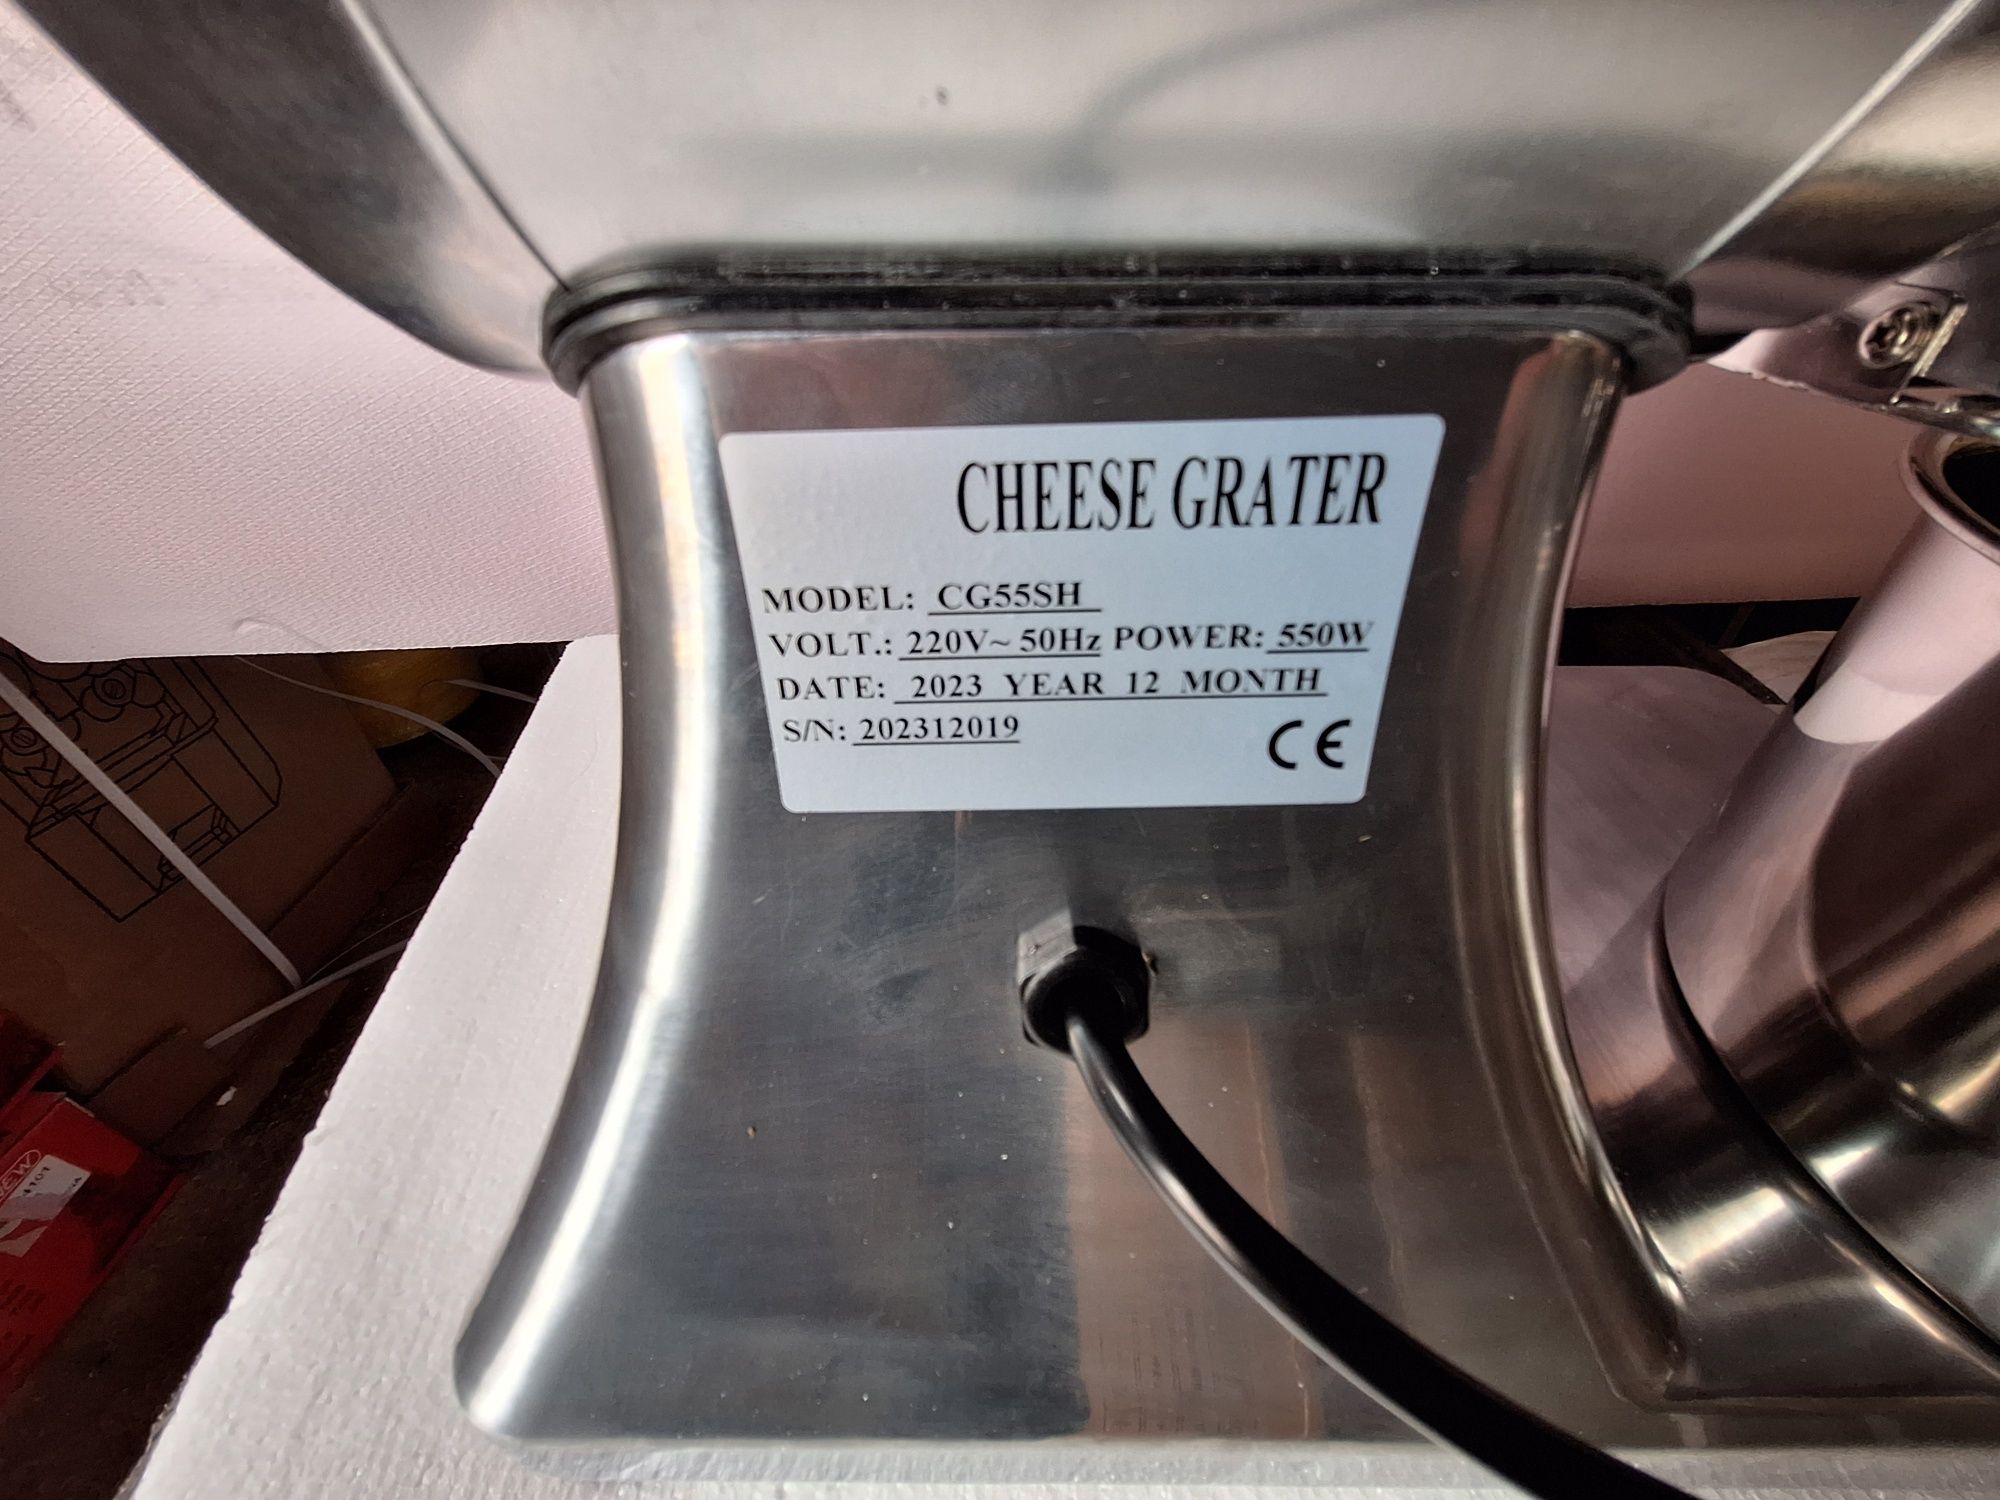 CHEESE GRATER
MODEL: CG55SH
VOLT.: 220V~ 50Hz POWER: 550W
DATE: 2023 YEAR 12 MONTH
S/N: 202312019
CE